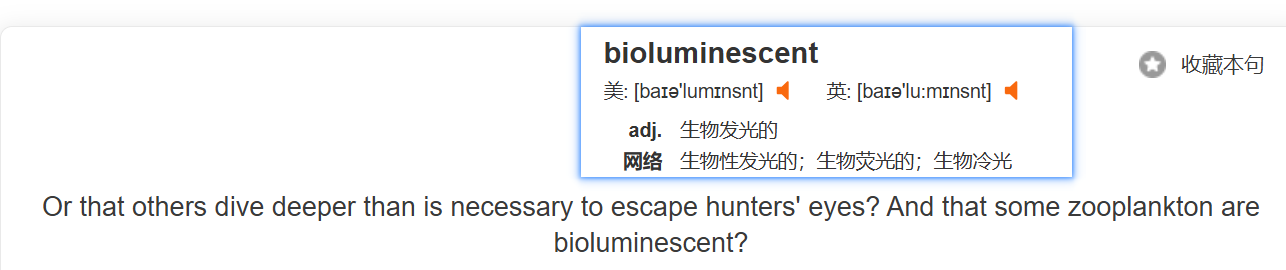 bioluminescent
收藏本句
美: [baɪə'lumɪnsnt] 英: [baɪə'lu:mɪnsnt]
adj. 生物发光的
网络 生物性发光的；生物荧光的；生物冷光
Or that others dive deeper than is necessary to escape hunters' eyes? And that some zooplankton are
bioluminescent?